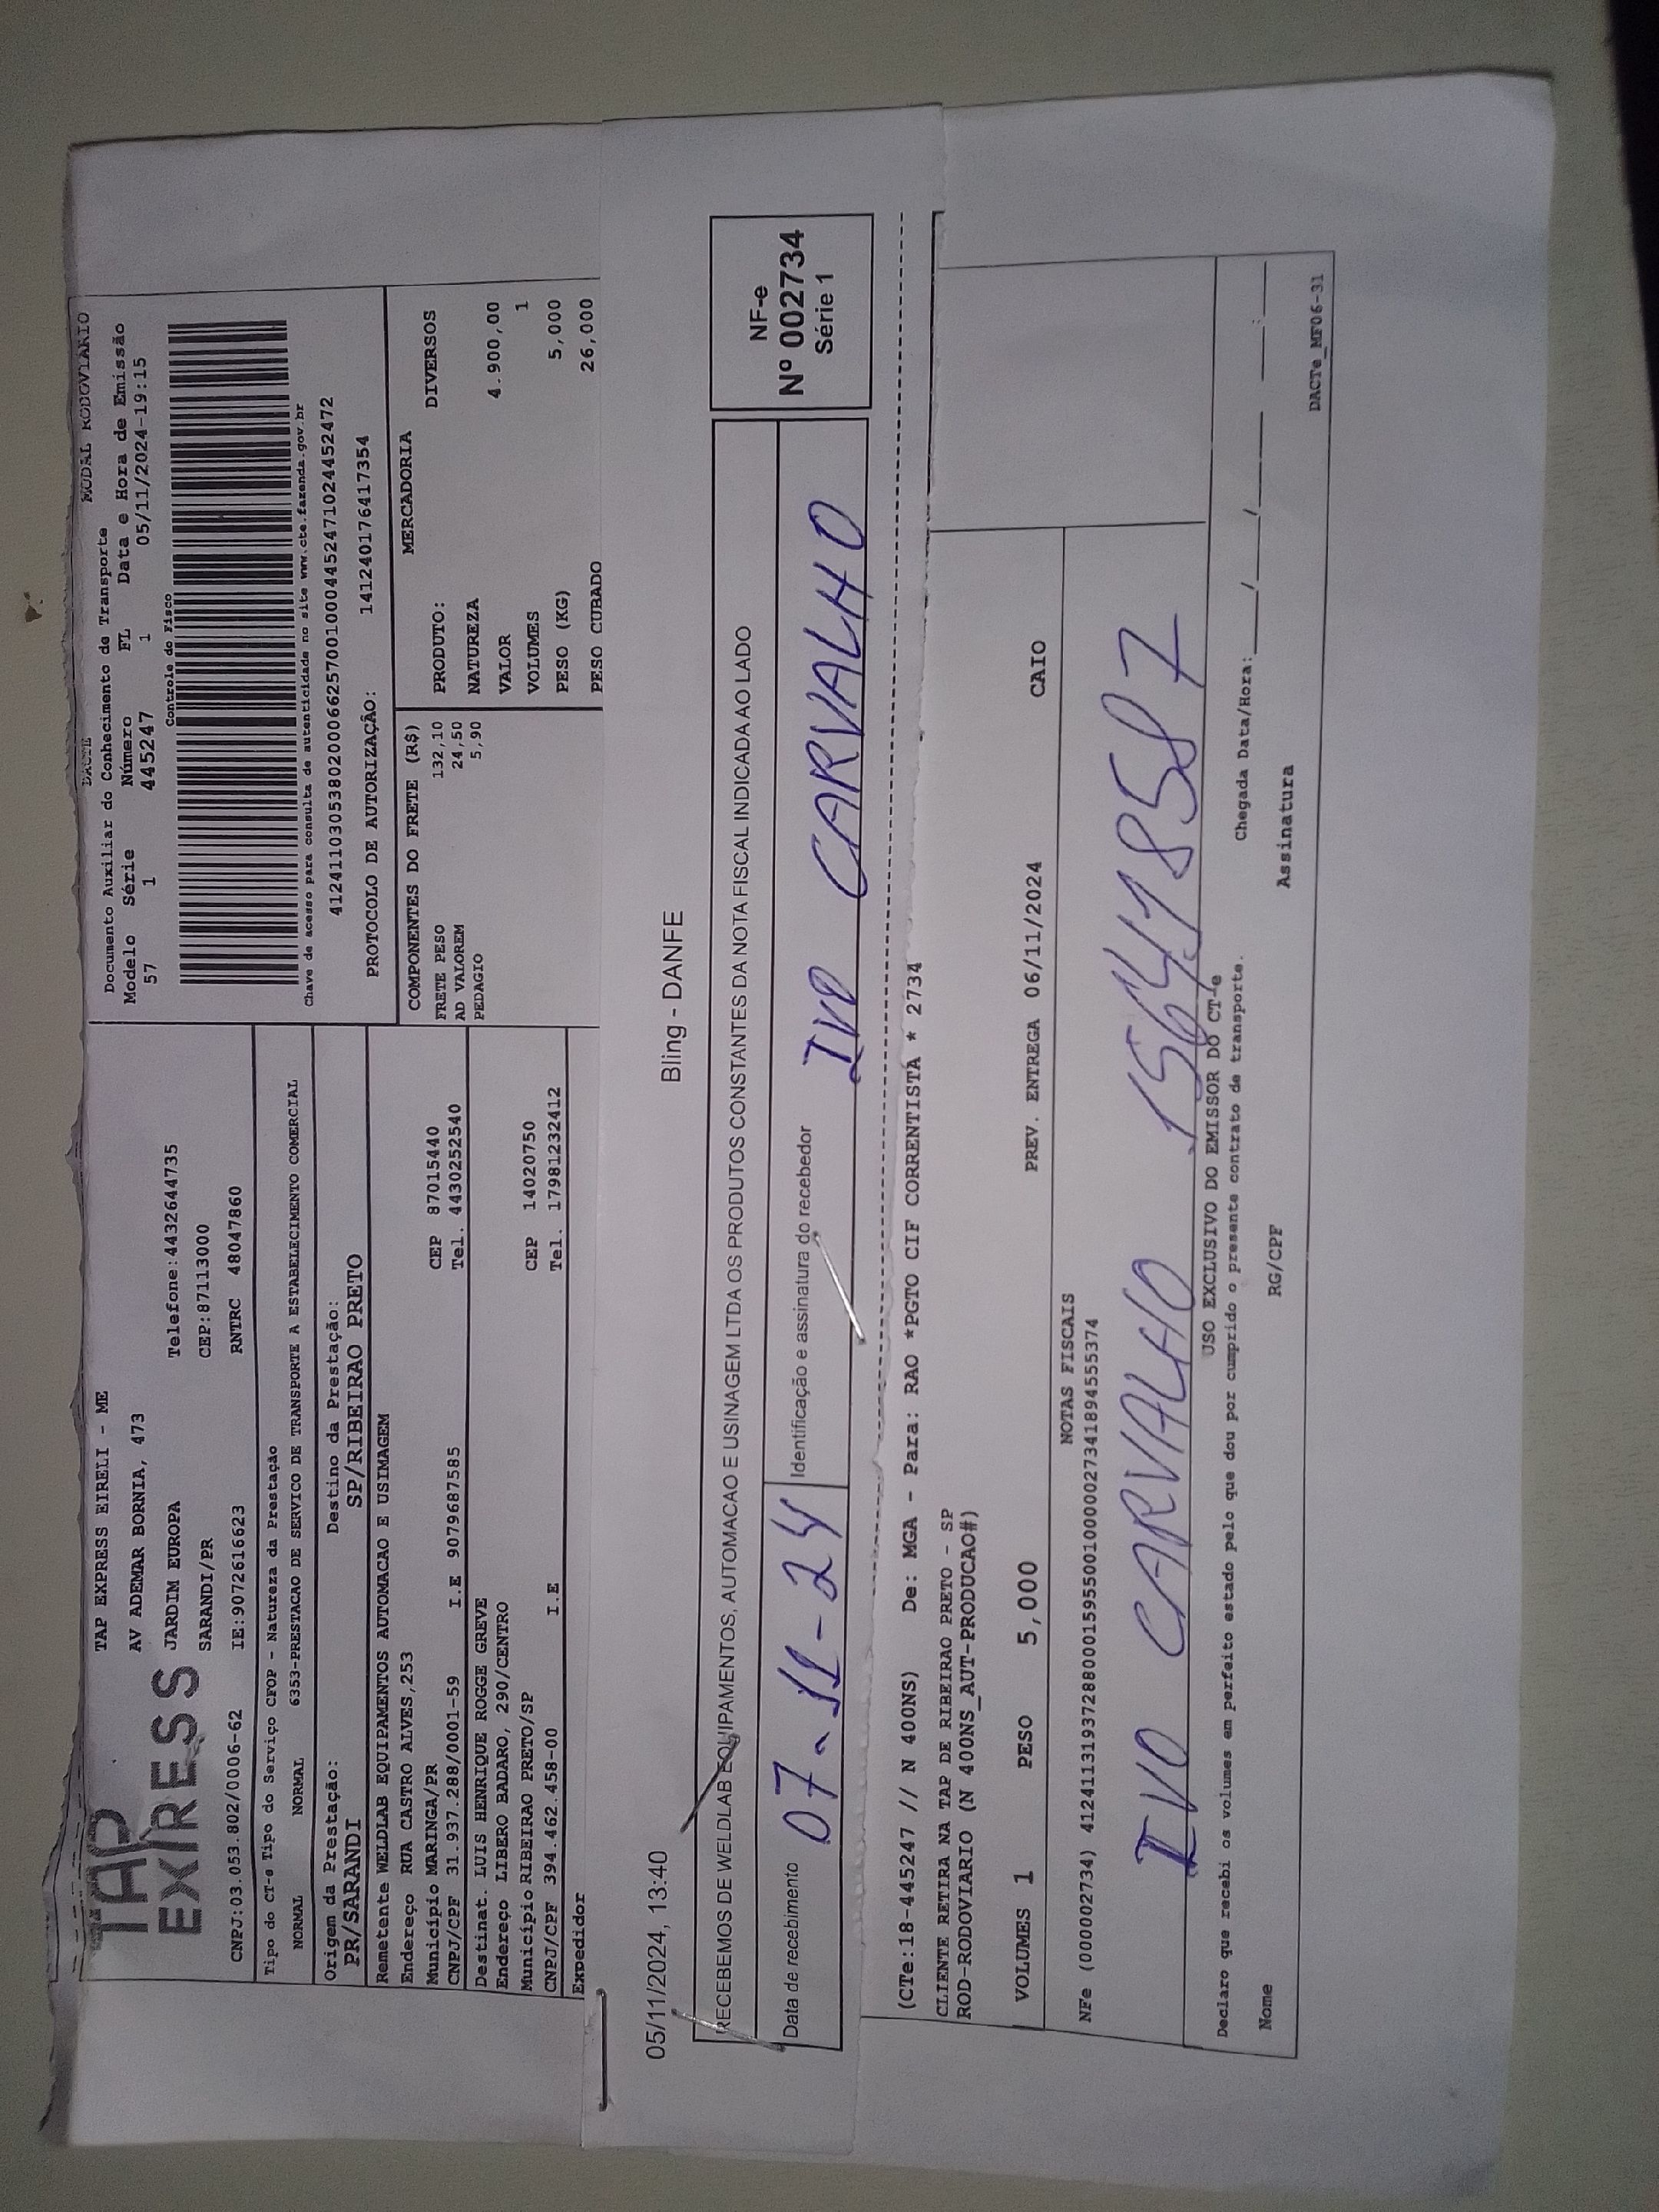 TAP
EXPRESS
TAP EXPRESS EIRELI - ME
AV ADEMAR BORNIA, 473
JARDIM EUROPA Telefone:4432644735
SARANDI/PR CEP:87113000
CNPJ:03.053.802/0006-62 IE:9072616623 RNTRC 48047860
DACTE MODAL RODOVIARIO
Documento Auxiliar do Conhecimento de Transporte
Modelo Série Número FL Data e Hora de Emissão
57 1 445247 1 05/11/2024-19:15
Controle do Fisco
Chave de acesso para consulta de autenticidade no site www.cte.fazenda.gov.br
41241103053802000662570010004452471024452472
PROTOCOLO DE AUTORIZAÇÃO: 141240176417354
Tipo do CT-e Tipo do Serviço CFOP - Natureza da Prestação
NORMAL NORMAL 6353-PRESTACAO DE SERVICO DE TRANSPORTE A ESTABELECIMENTO COMERCIAL
Origem da Prestação: Destino da Prestação:
PR/SARANDI SP/RIBEIRAO PRETO
Remetente WELDLAB EQUIPAMENTOS AUTOMACAO E USIMAGEM
Endereço RUA CASTRO ALVES,253
Município MARINGA/PR CEP 87015440
CNPJ/CPF 31.937.288/0001-59 I.E 9079687585 Tel. 4430252540
Destinat. LUIS HENRIQUE ROGGE GREVE
Endereço LIBERO BADARO, 290/CENTRO
Município RIBEIRAO PRETO/SP CEP 14020750
CNPJ/CPF 394.462.458-00 I.E Tel. 17981232412
Expedidor
COMPONENTES DO FRETE (R$)
FRETE PESO 132,10
AD VALOREM 24,50
PEDAGIO 5,90
MERCADORIA
PRODUTO: DIVERSOS
NATUREZA
VALOR 4.900,00
VOLUMES 1
PESO (KG) 5,000
PESO CUBADO 26,000
05/11/2024, 13:40 Bling - DANFE
RECEBEMOS DE WELDLAB EQUIPAMENTOS, AUTOMACAO E USINAGEM LTDA OS PRODUTOS CONSTANTES DA NOTA FISCAL INDICADA AO LADO
Data de recebimento 07-11-24 Identificação e assinatura do recebedor IVO CARVALHO
NF-e
Nº 002734
Série 1
(CTe:18-445247 // N 400NS) De: MGA - Para: RAO *PGTO CIF CORRENTISTA * 2734
CLIENTE RETIRA NA TAP DE RIBEIRAO PRETO - SP
ROD-RODOVIARIO (N 400NS_AUT-PRODUCAO#)
VOLUMES 1 PESO 5,000 PREV. ENTREGA 06/11/2024 CAIO
NOTAS FISCAIS
NFe (000002734) 41241131937288000159550010000027341894555374
IVO CARVALHO
USO EXCLUSIVO DO EMISSOR DO CT-e
Declaro que recebi os volumes em perfeito estado pelo que dou por cumprido o presente contrato de transporte.
Chegada Data/Hora:___/___/___ ___:___
Nome RG/CPF Assinatura
DACTe_MF06-31